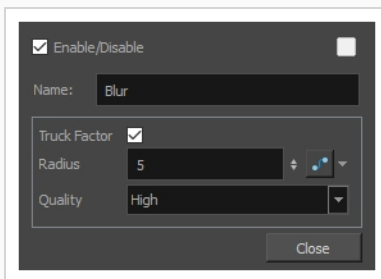 Enable/Disable
Name: Blur
Truck Factor
Radius 5
Quality High
Close